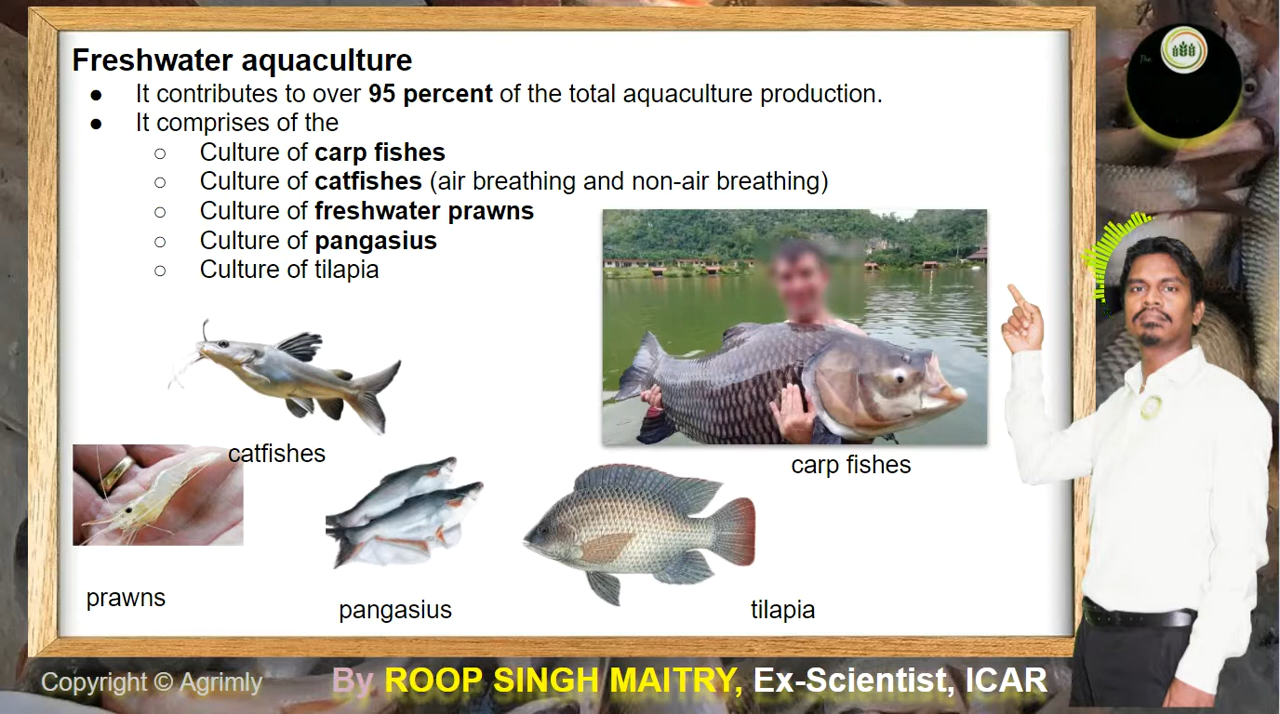 Freshwater aquaculture
● It contributes to over 95 percent of the total aquaculture production.
● It comprises of the
○ Culture of carp fishes
○ Culture of catfishes (air breathing and non-air breathing)
○ Culture of freshwater prawns
○ Culture of pangasius
○ Culture of tilapia
catfishes
carp fishes
prawns
pangasius
tilapia
The
Copyright © Agrimly
By ROOP SINGH MAITRY, Ex-Scientist, ICAR